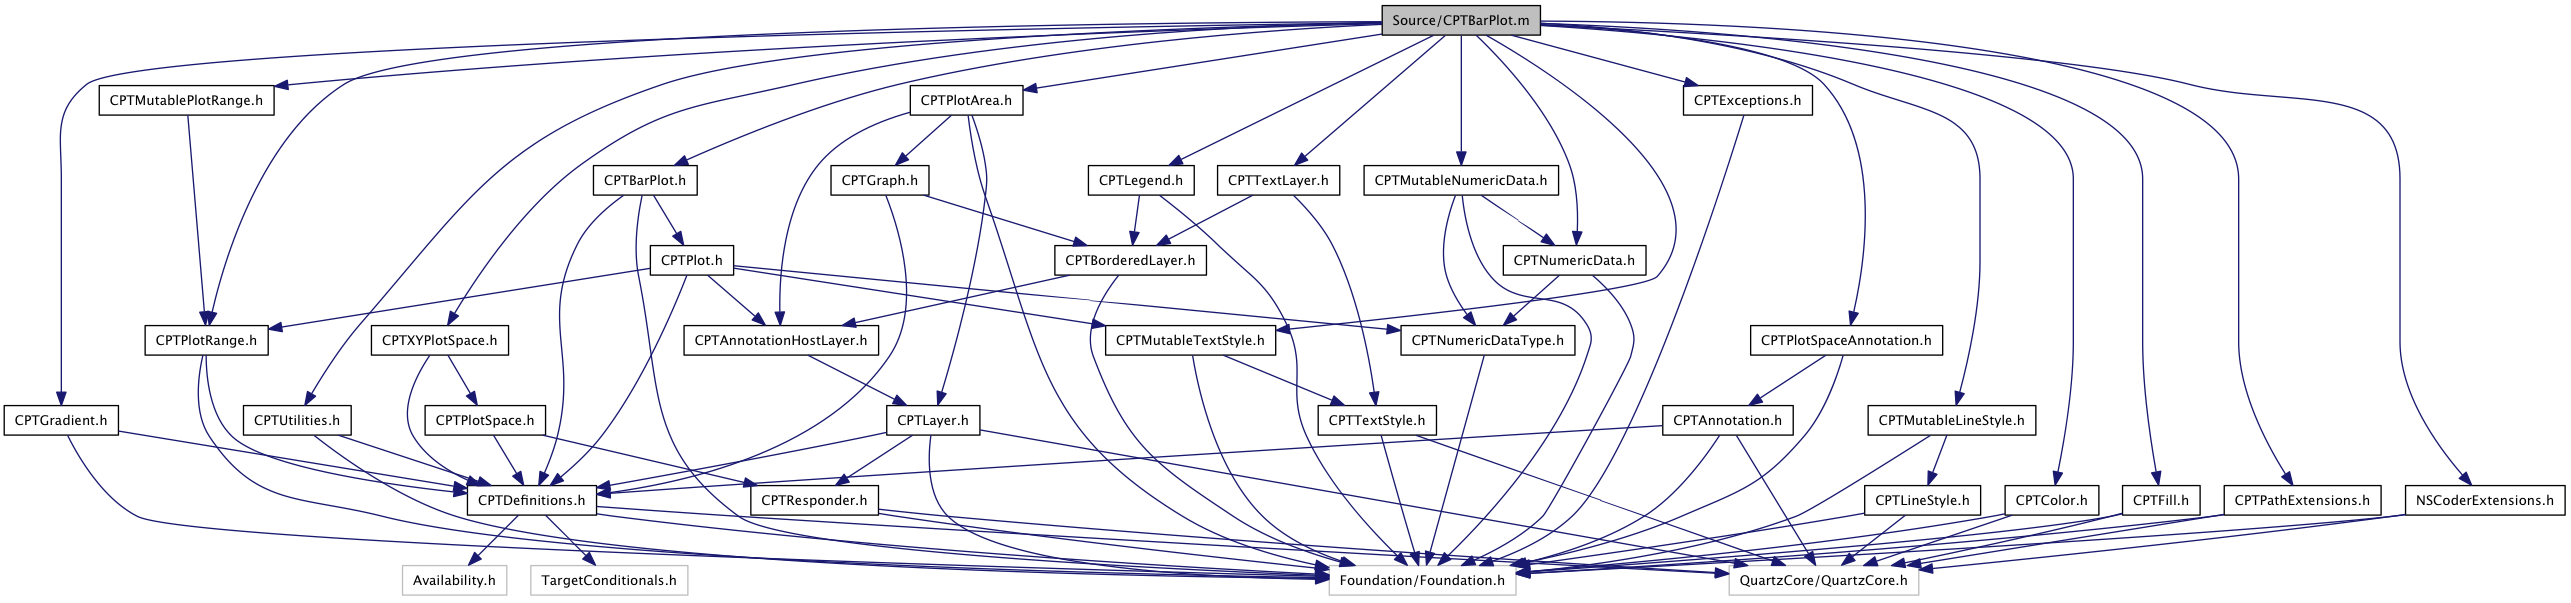 Source/CPTBarPlot.m
CPTMutablePlotRange.h
CPTPlotArea.h
CPTExceptions.h
CPTBarPlot.h
CPTGraph.h
CPTLegend.h
CPTTextLayer.h
CPTMutableNumericData.h
CPTPlot.h
CPTBorderedLayer.h
CPTNumericData.h
CPTPlotRange.h
CPTXYPlotSpace.h
CPTAnnotationHostLayer.h
CPTMutableTextStyle.h
CPTNumericDataType.h
CPTPlotSpaceAnnotation.h
CPTGradient.h
CPTUtilities.h
CPTPlotSpace.h
CPTLayer.h
CPTTextStyle.h
CPTAnnotation.h
CPTMutableLineStyle.h
CPTDefinitions.h
CPTResponder.h
CPTLineStyle.h
CPTColor.h
CPTFill.h
CPTPathExtensions.h
NSCoderExtensions.h
Availability.h
TargetConditionals.h
Foundation/Foundation.h
QuartzCore/QuartzCore.h